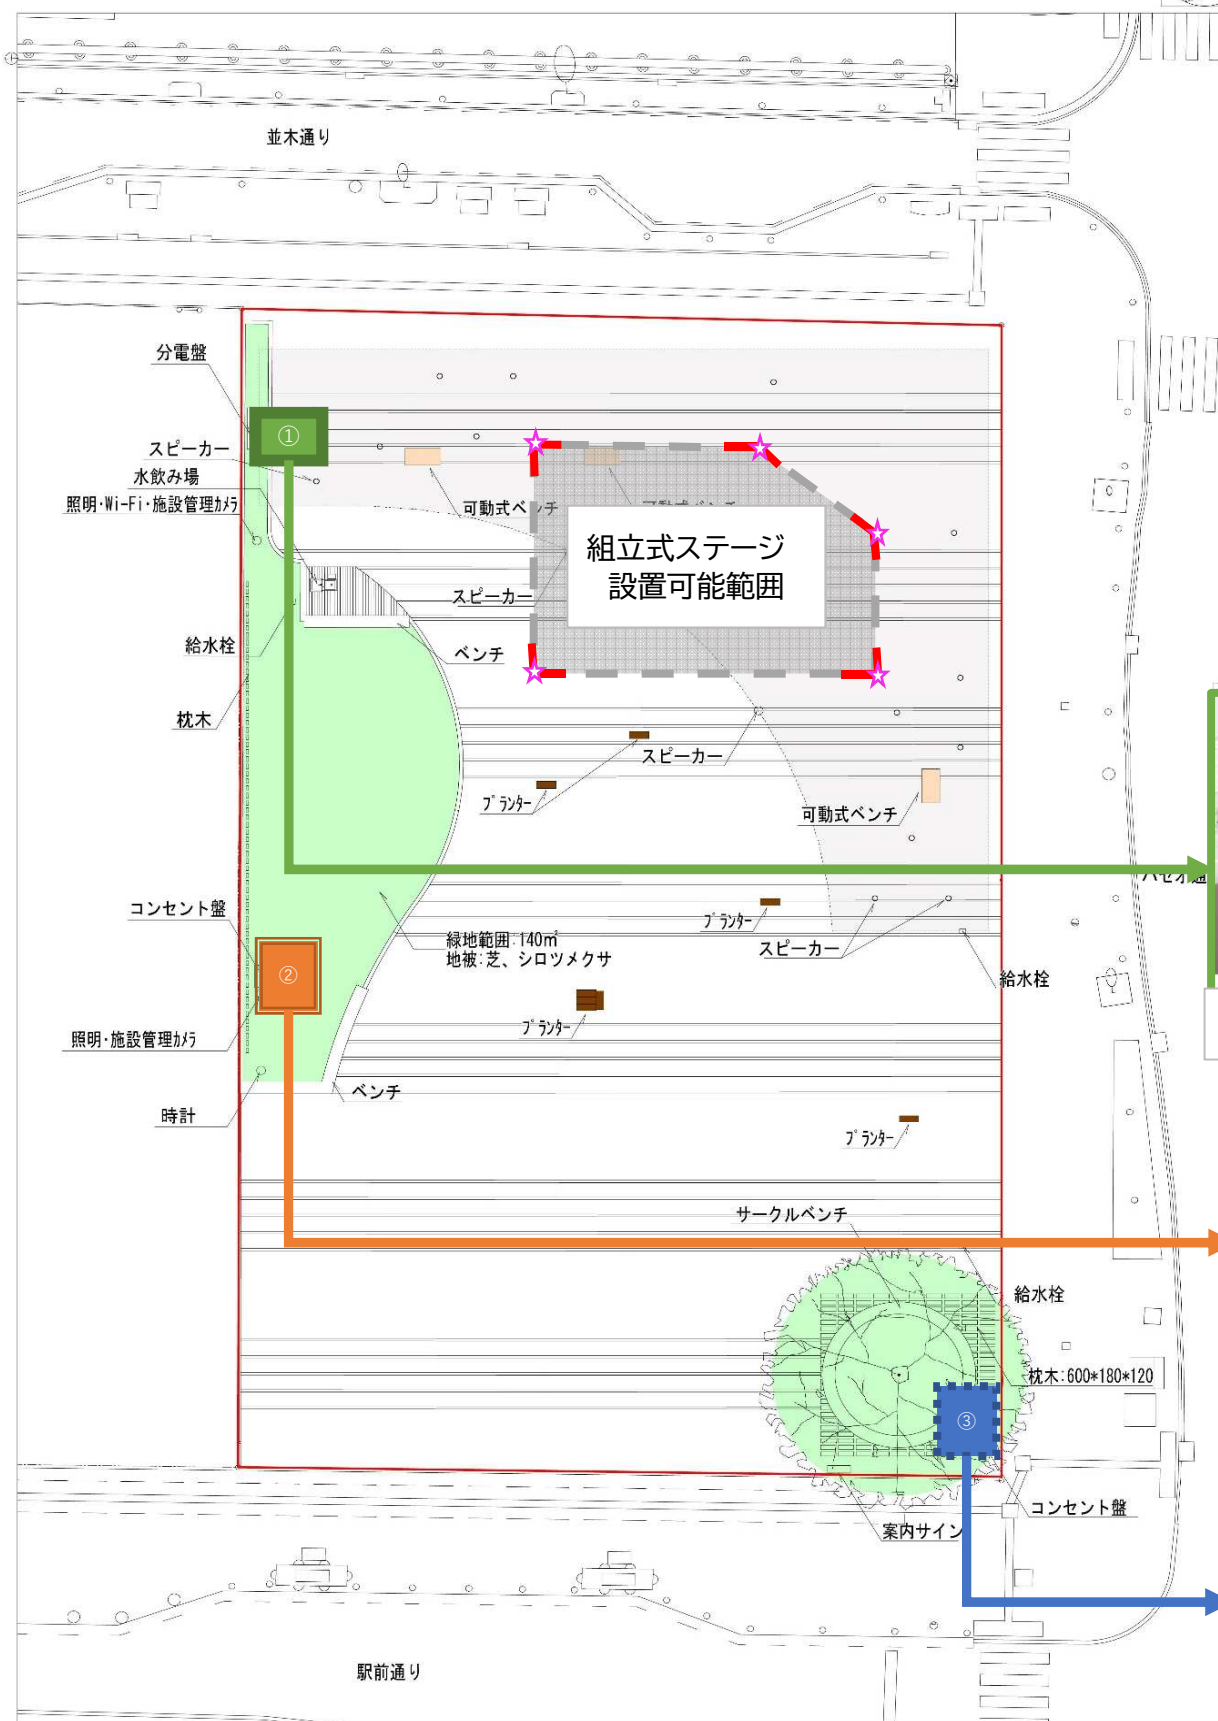 並木通り
分電盤
①
スピーカー
水飲み場
照明・Wi-Fi・施設管理カメラ
可動式ベンチ
可動式ベンチ
組立式ステージ
設置可能範囲
スピーカー
給水栓
ベンチ
枕木
スピーカー
プランター
可動式ベンチ
コンセント盤
プランター
緑地範囲:140㎡
地被:芝、シロツメクサ
スピーカー
②
給水栓
プランター
照明・施設管理カメラ
ベンチ
時計
プランター
サークルベンチ
給水栓
枕木:600*180*120
③
コンセント盤
案内サイン
駅前通り